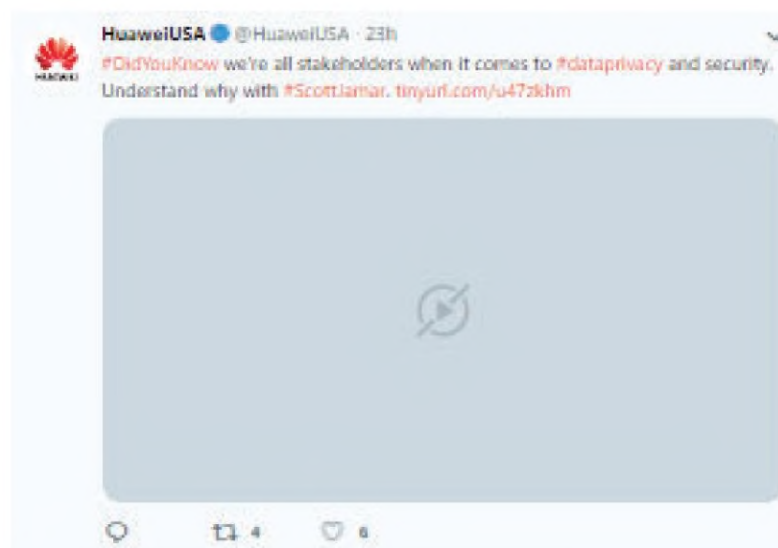 HuaweiUSA @HuaweiUSA · 23h
#DidYouKnow we're all stakeholders when it comes to #dataprivacy and security.
Understand why with #ScottJamar. tinyurl.com/u47zkhm
HUAWEI
4 6